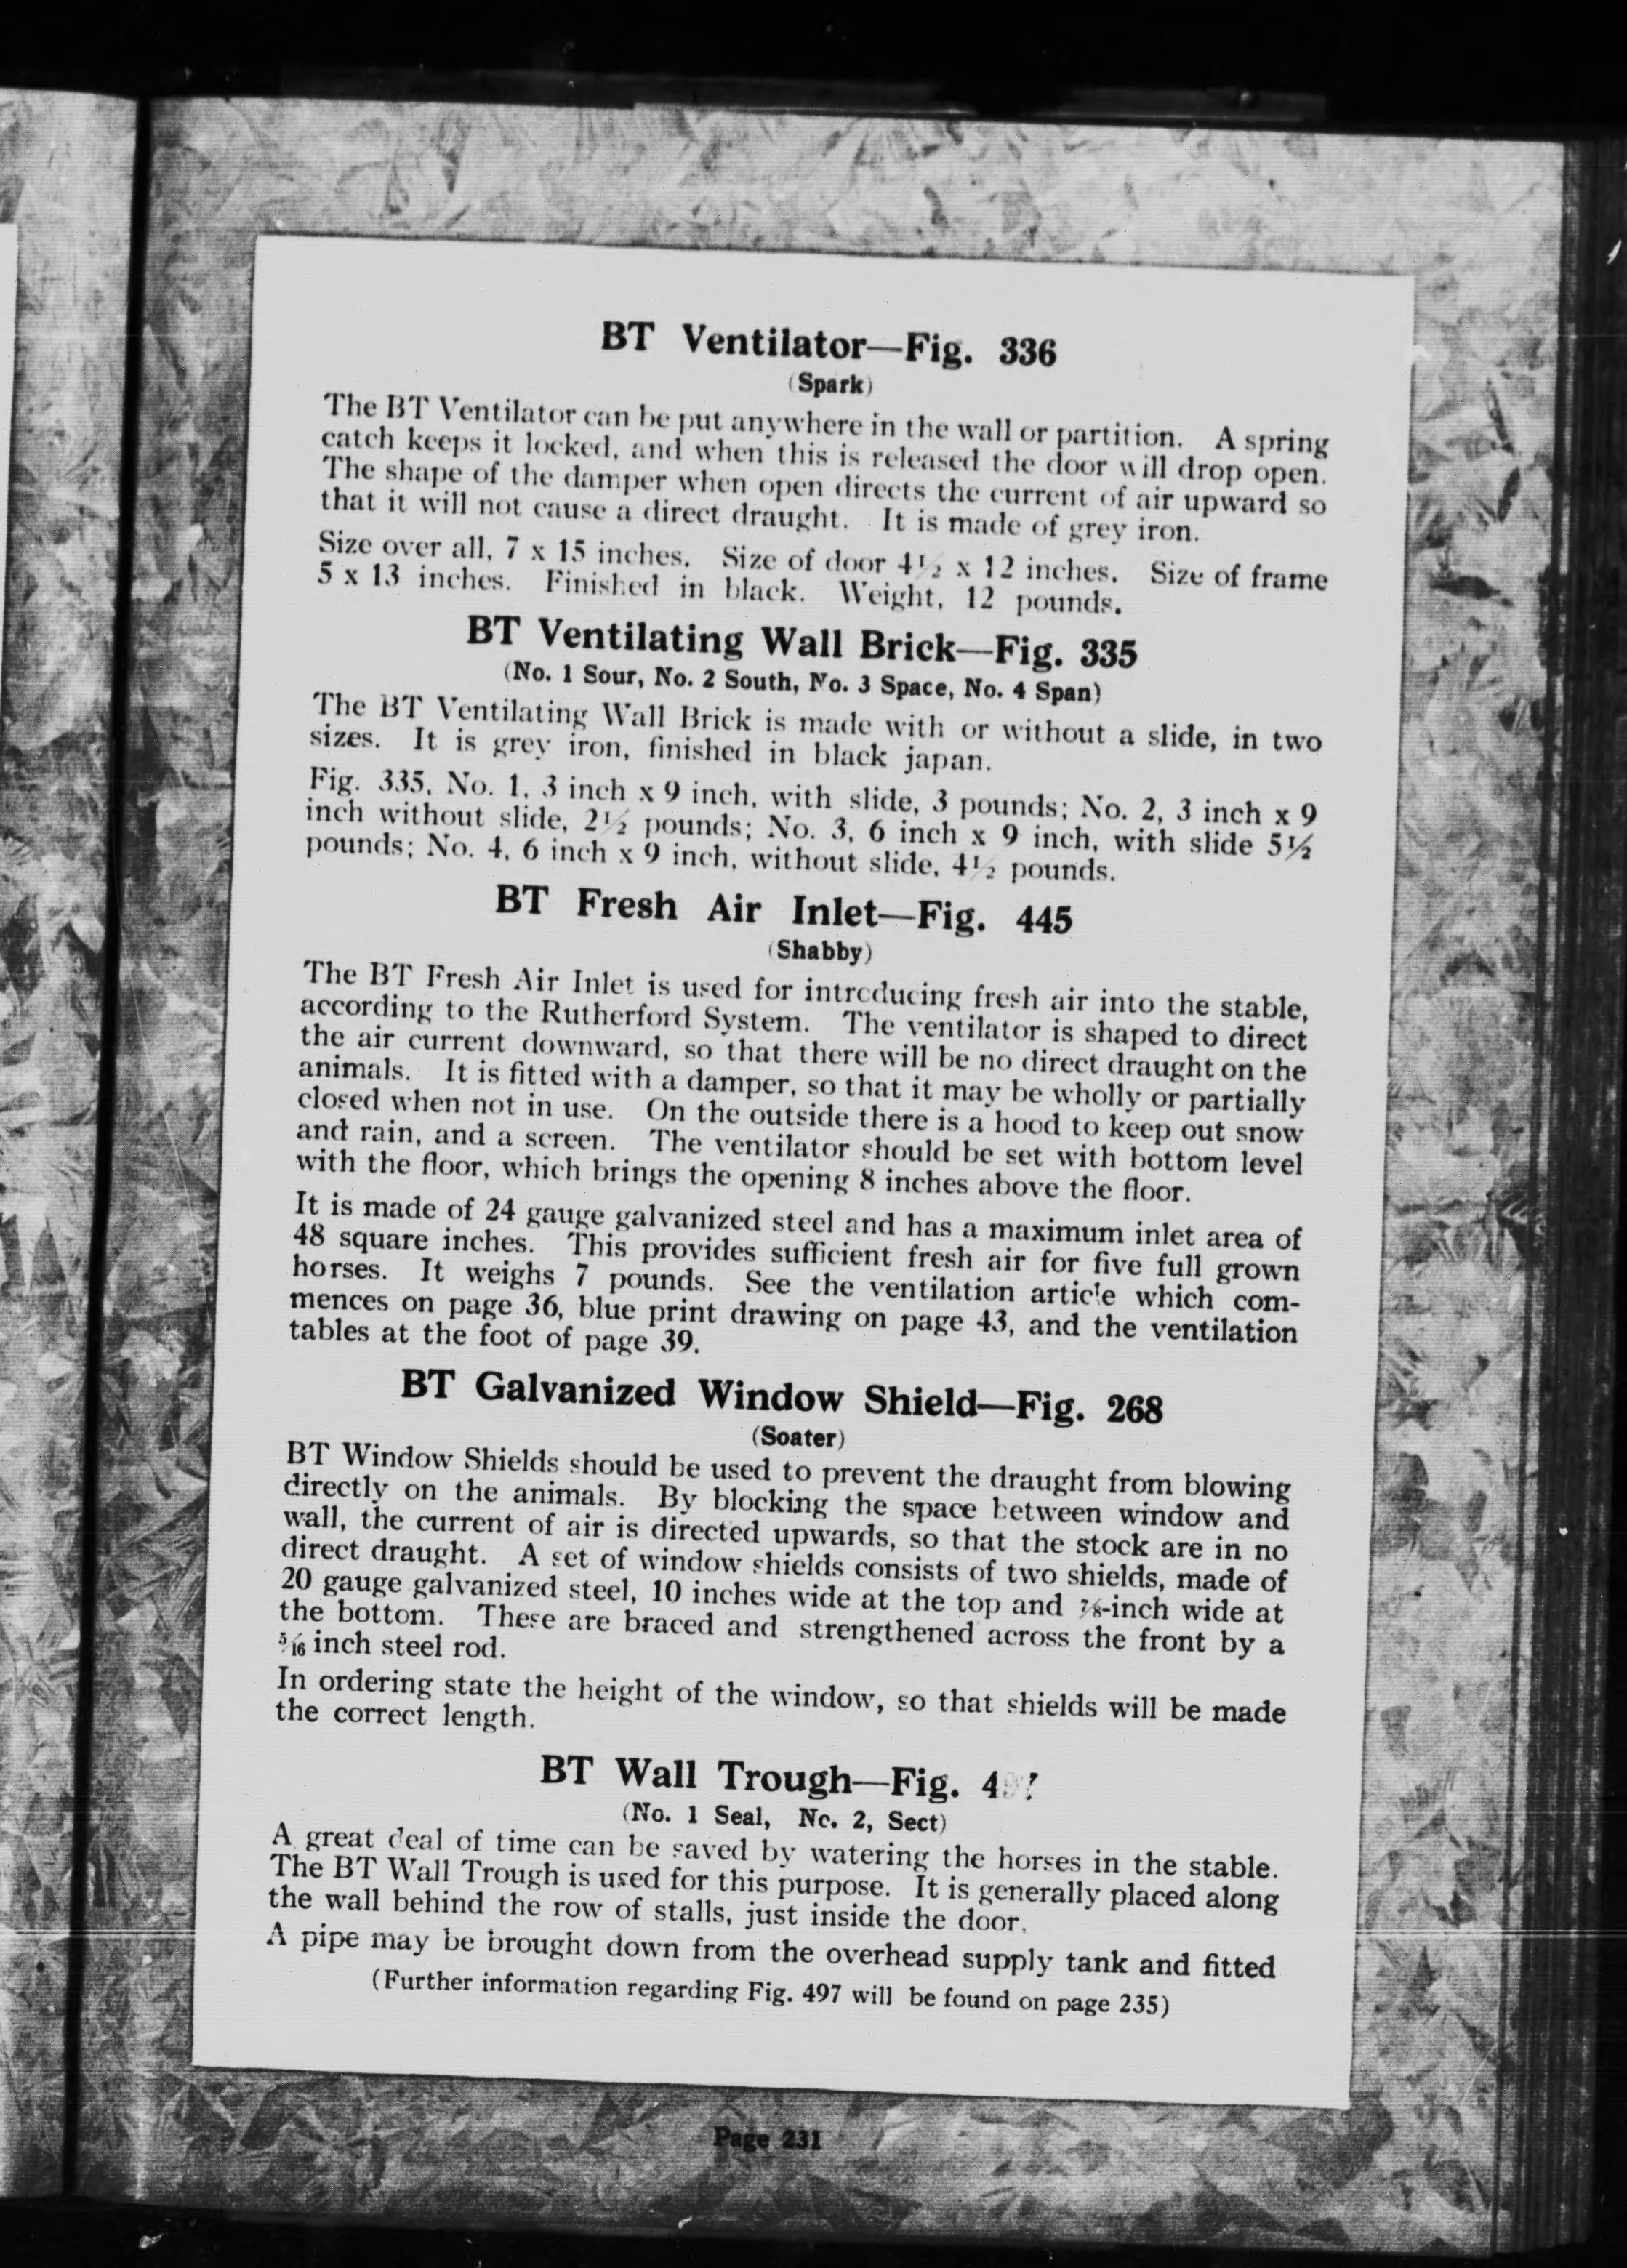 BT Ventilator—Fig. 336
(Spark)
The BT Ventilator can be put anywhere in the wall or partition. A spring
catch keeps it locked, and when this is released the door will drop open.
The shape of the damper when open directs the current of air upward so
that it will not cause a direct draught. It is made of grey iron.
Size over all, 7 x 15 inches. Size of door 4½ x 12 inches. Size of frame
5 x 13 inches. Finished in black. Weight, 12 pounds.
BT Ventilating Wall Brick—Fig. 335
(No. 1 Sour, No. 2 South, No. 3 Space, No. 4 Span)
The BT Ventilating Wall Brick is made with or without a slide, in two
sizes. It is grey iron, finished in black japan.
Fig. 335, No. 1, 3 inch x 9 inch, with slide, 3 pounds; No. 2, 3 inch x 9
inch without slide, 2½ pounds; No. 3, 6 inch x 9 inch, with slide 5½
pounds; No. 4, 6 inch x 9 inch, without slide, 4½ pounds.
BT Fresh Air Inlet—Fig. 445
(Shabby)
The BT Fresh Air Inlet is used for introducing fresh air into the stable,
according to the Rutherford System. The ventilator is shaped to direct
the air current downward, so that there will be no direct draught on the
animals. It is fitted with a damper, so that it may be wholly or partially
closed when not in use. On the outside there is a hood to keep out snow
and rain, and a screen. The ventilator should be set with bottom level
with the floor, which brings the opening 8 inches above the floor.
It is made of 24 gauge galvanized steel and has a maximum inlet area of
48 square inches. This provides sufficient fresh air for five full grown
horses. It weighs 7 pounds. See the ventilation article which com-
mences on page 36, blue print drawing on page 43, and the ventilation
tables at the foot of page 39.
BT Galvanized Window Shield—Fig. 268
(Soater)
BT Window Shields should be used to prevent the draught from blowing
directly on the animals. By blocking the space between window and
wall, the current of air is directed upwards, so that the stock are in no
direct draught. A set of window shields consists of two shields, made of
20 gauge galvanized steel, 10 inches wide at the top and ⅞-inch wide at
the bottom. These are braced and strengthened across the front by a
5/16 inch steel rod.
In ordering state the height of the window, so that shields will be made
the correct length.
BT Wall Trough—Fig. 497
(No. 1 Seal, No. 2, Sect)
A great deal of time can be saved by watering the horses in the stable.
The BT Wall Trough is used for this purpose. It is generally placed along
the wall behind the row of stalls, just inside the door.
A pipe may be brought down from the overhead supply tank and fitted
(Further information regarding Fig. 497 will be found on page 235)
Page 231